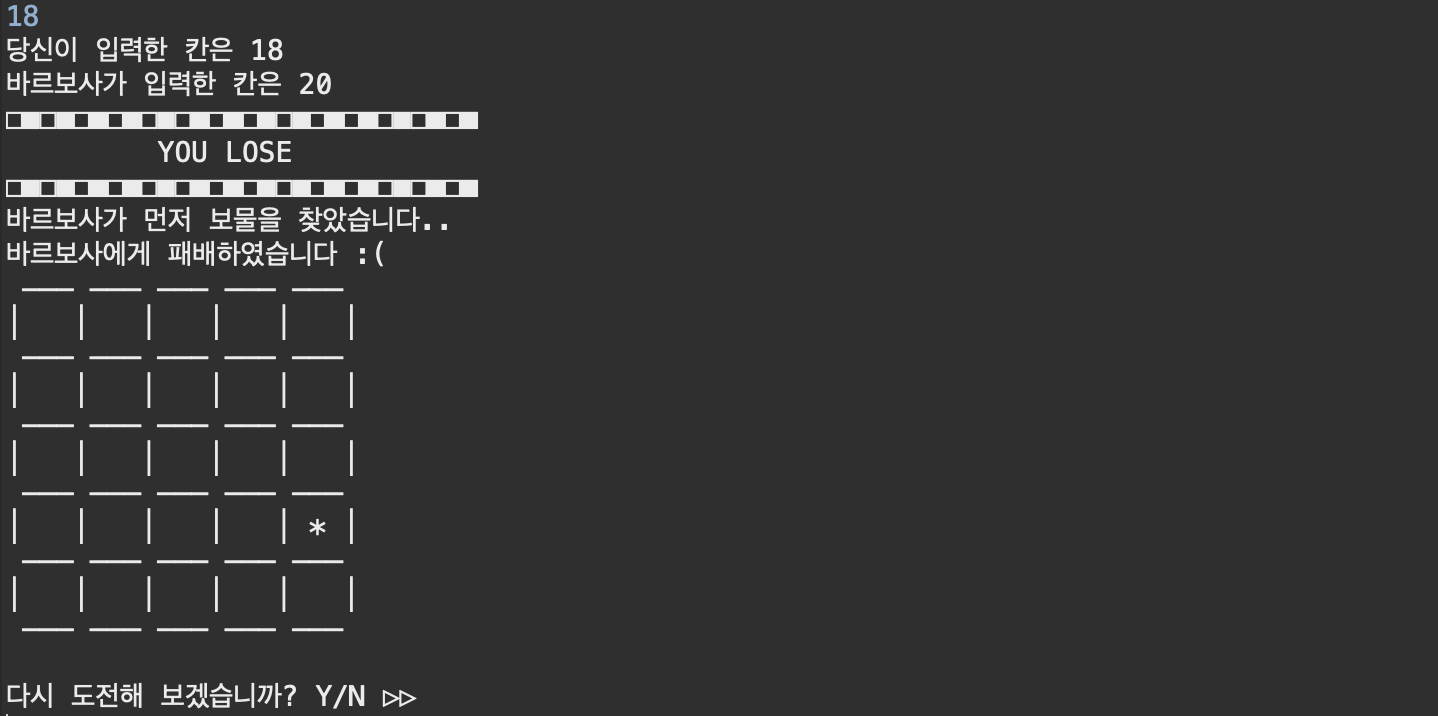 18
당신이 입력한 칸은 18
바르보사가 입력한 칸은 20
YOU LOSE
바르보사가 먼저 보물을 찾았습니다..
바르보사에게 패배하였습니다 :(
*
다시 도전해 보겠습니까? Y/N ▷▷